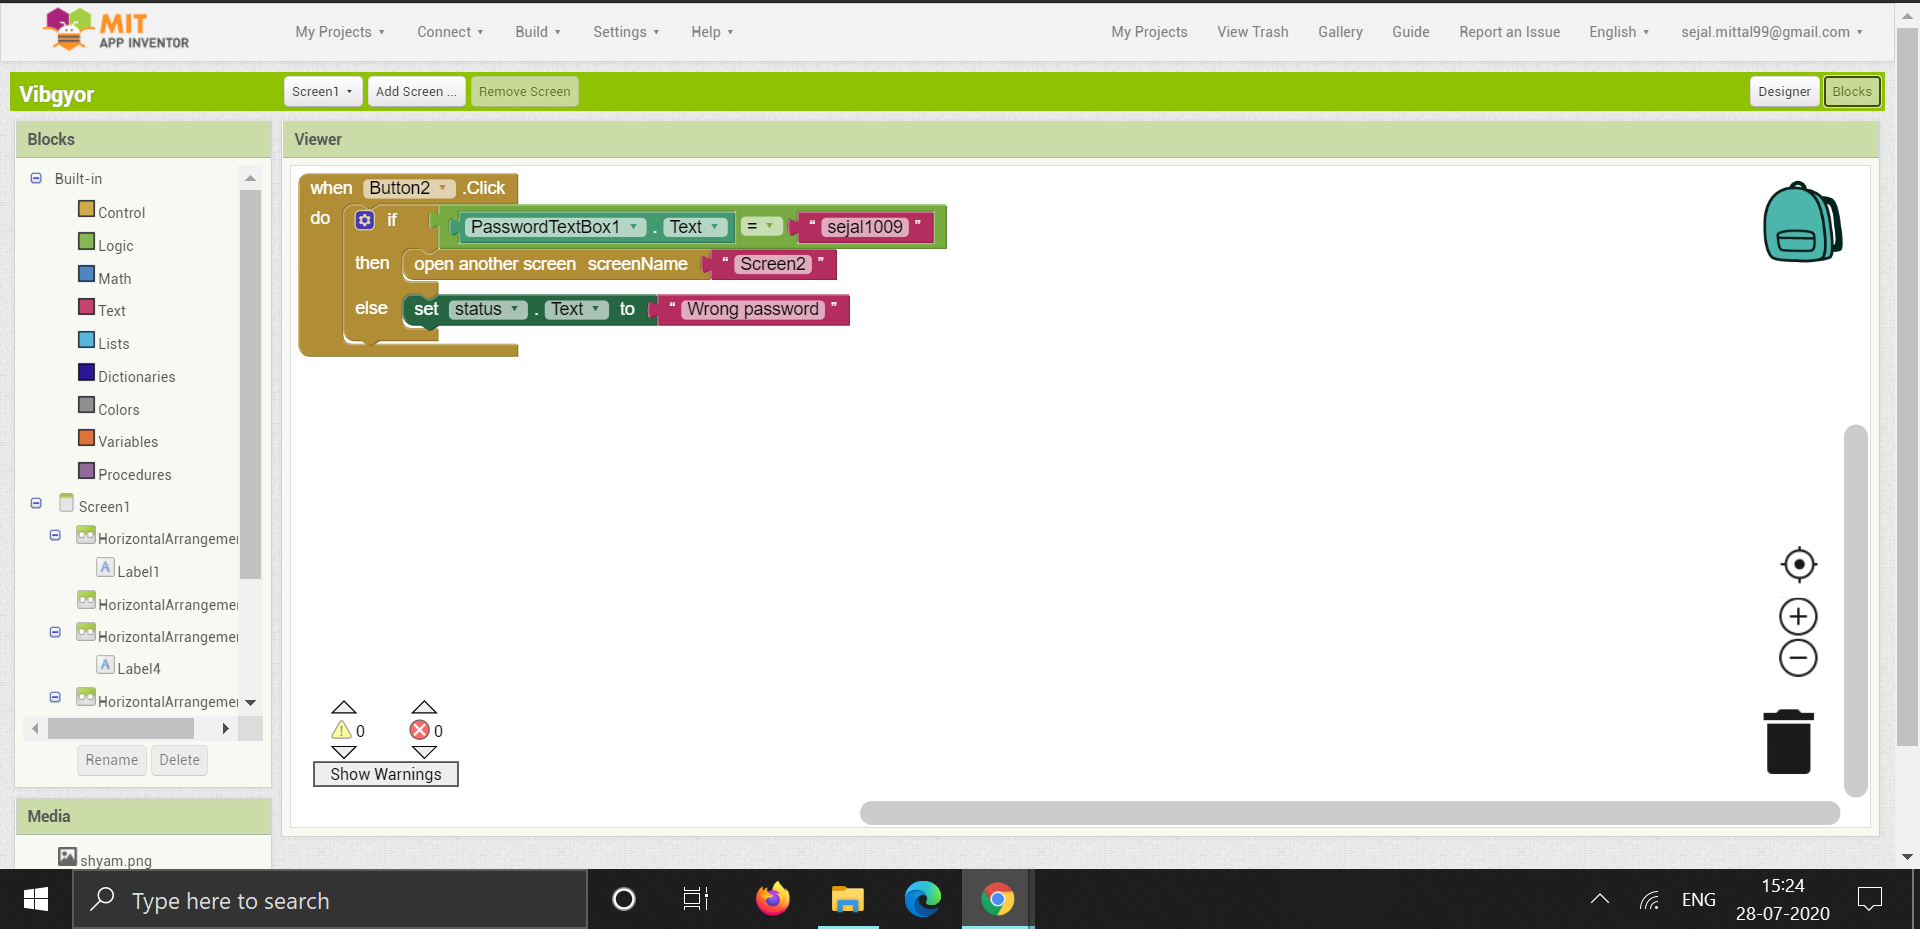 MIT
APP INVENTOR
My Projects Connect Build Settings Help My Projects View Trash Gallery Guide Report an Issue English sejal.mittal99@gmail.com
Vibgyor Screen1 Add Screen ... Remove Screen Designer Blocks
Blocks
Built-in
Control
Logic
Math
Text
Lists
Dictionaries
Colors
Variables
Procedures
Screen1
HorizontalArrangemen
Label1
HorizontalArrangemen
HorizontalArrangemen
Label4
HorizontalArrangemen
Rename Delete
Media
shyam.png
Viewer
when Button2 .Click
do if PasswordTextBox1 . Text = “ sejal1009 ”
then open another screen screenName “ Screen2 ”
else set status . Text to “ Wrong password ”
0 0
Show Warnings
Type here to search
ENG
15:24
28-07-2020